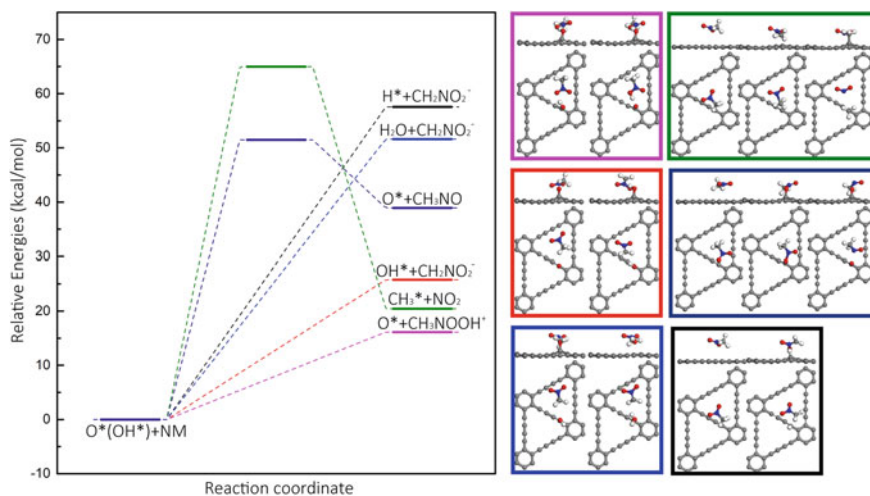 70
60
50
40
30
20
10
0
-10
Relative Energies (kcal/mol)
H*+CH₂NO₂⁻
H₂O+CH₂NO₂⁻
O*+CH₃NO
OH*+CH₂NO₂⁻
CH₃*+NO₂
O*+CH₃NOOH⁺
O*(OH*)+NM
Reaction coordinate